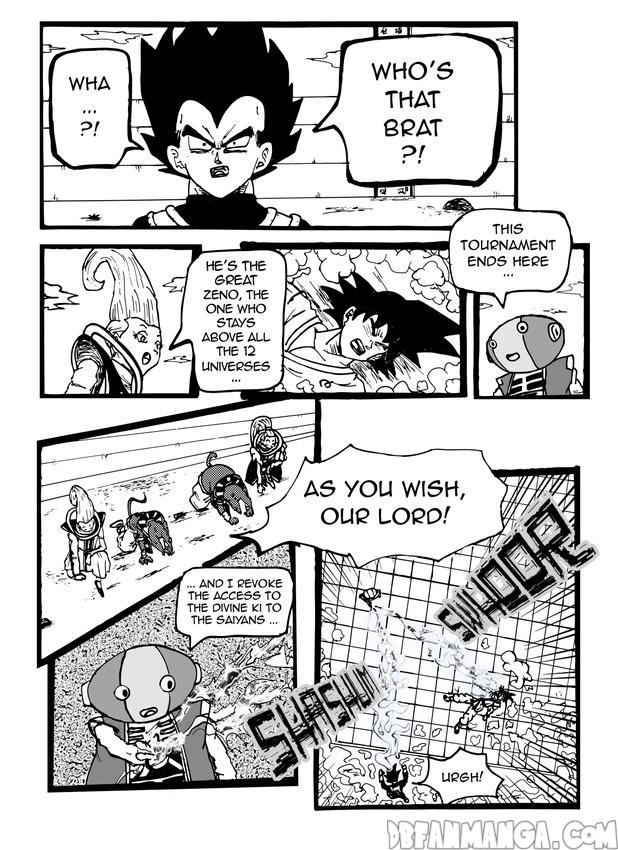 WHA
...
?!
WHO'S
THAT
BRAT
?!
HE'S THE
GREAT
ZENO, THE
ONE WHO
STAYS
ABOVE ALL
THE 12
UNIVERSES
...
THIS
TOURNAMENT
ENDS HERE
...
AS YOU WISH,
OUR LORD!
... AND I REVOKE
THE ACCESS TO
THE DIVINE KI TO
THE SAIYANS ...
SHASHUM
SWHOOR
URGH!
DBFANMANGA.COM